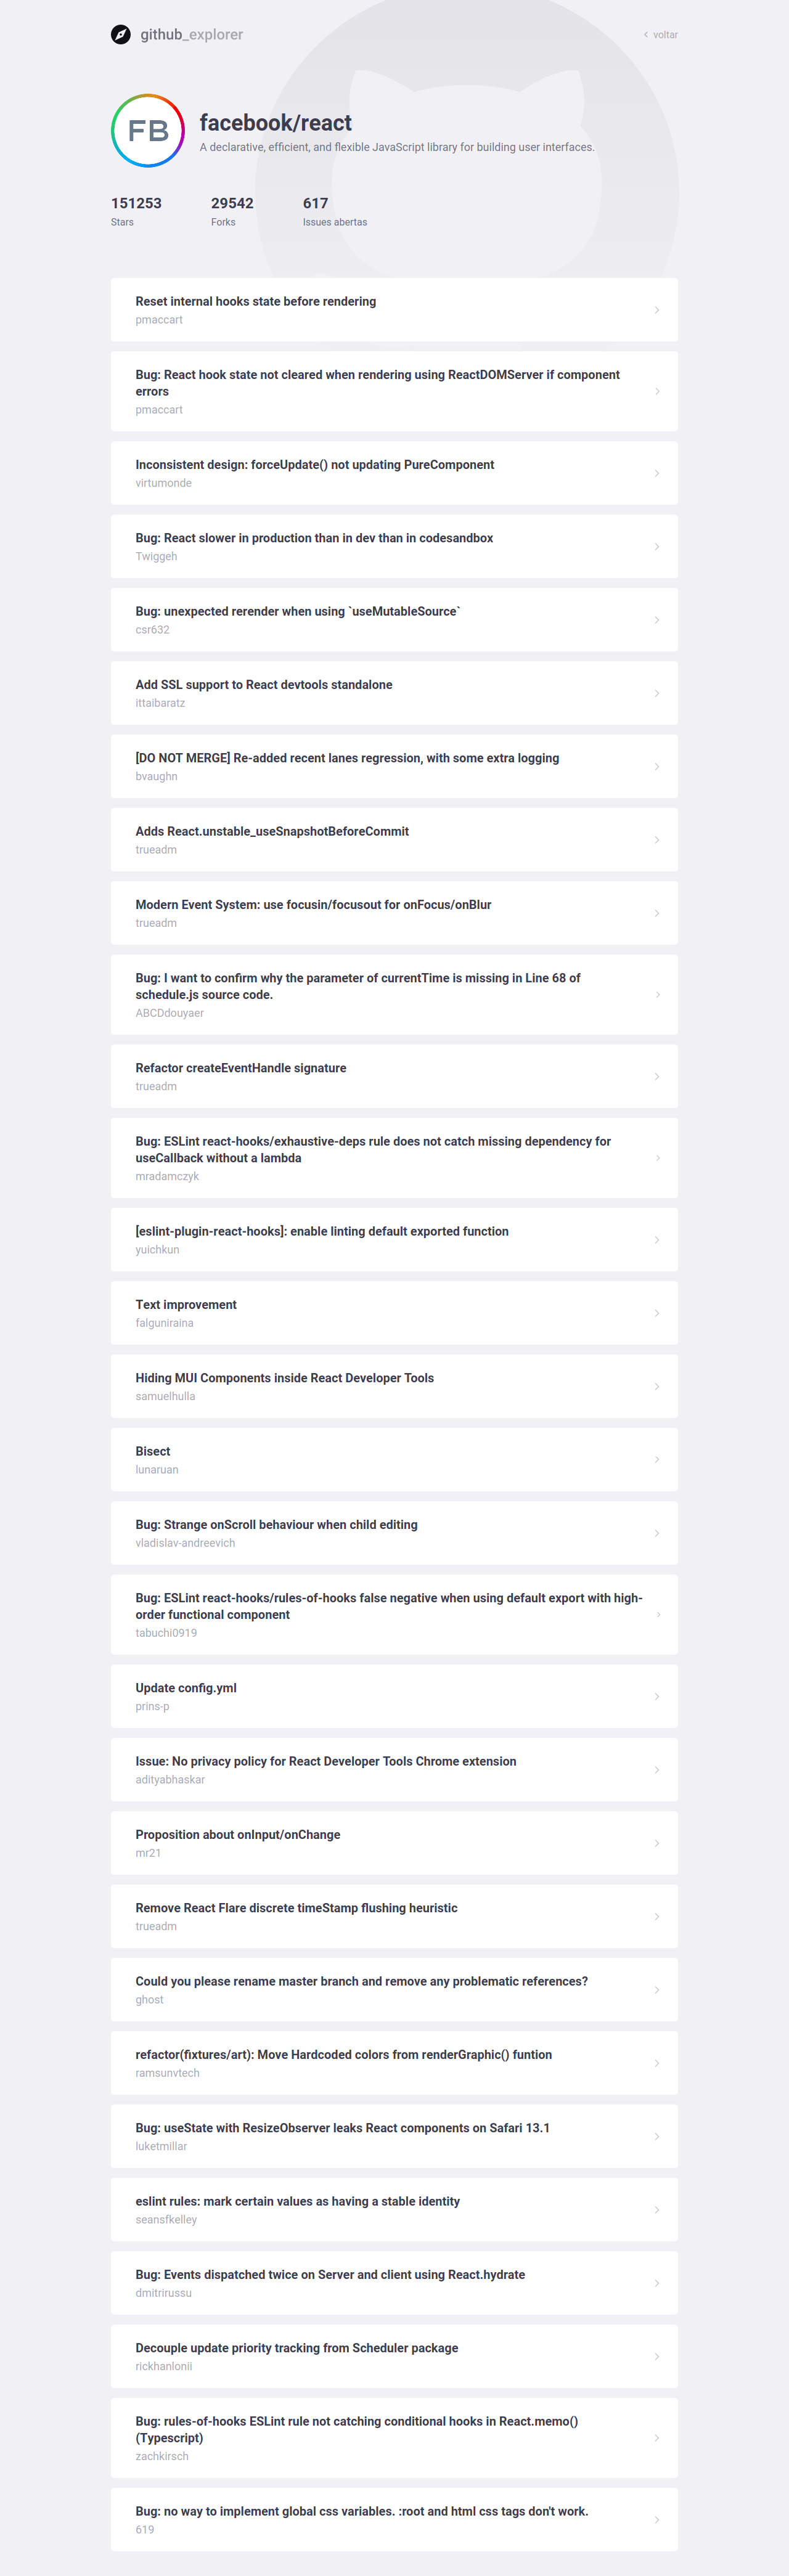 github_explorer
voltar
FB
facebook/react
A declarative, efficient, and flexible JavaScript library for building user interfaces.
151253
29542
617
Stars
Forks
Issues abertas
Reset internal hooks state before rendering
pmaccart
Bug: React hook state not cleared when rendering using ReactDOMServer if component
errors
pmaccart
Inconsistent design: forceUpdate() not updating PureComponent
virtumonde
Bug: React slower in production than in dev than in codesandbox
Twiggeh
Bug: unexpected rerender when using `useMutableSource`
csr632
Add SSL support to React devtools standalone
ittaibaratz
[DO NOT MERGE] Re-added recent lanes regression, with some extra logging
bvaughn
Adds React.unstable_useSnapshotBeforeCommit
trueadm
Modern Event System: use focusin/focusout for onFocus/onBlur
trueadm
Bug: I want to confirm why the parameter of currentTime is missing in Line 68 of
schedule.js source code.
ABCDdouyaer
Refactor createEventHandle signature
trueadm
Bug: ESLint react-hooks/exhaustive-deps rule does not catch missing dependency for
useCallback without a lambda
mradamczyk
[eslint-plugin-react-hooks]: enable linting default exported function
yuichkun
Text improvement
falguniraina
Hiding MUI Components inside React Developer Tools
samuelhulla
Bisect
lunaruan
Bug: Strange onScroll behaviour when child editing
vladislav-andreevich
Bug: ESLint react-hooks/rules-of-hooks false negative when using default export with high-
order functional component
tabuchi0919
Update config.yml
prins-p
Issue: No privacy policy for React Developer Tools Chrome extension
adityabhaskar
Proposition about onInput/onChange
mr21
Remove React Flare discrete timeStamp flushing heuristic
trueadm
Could you please rename master branch and remove any problematic references?
ghost
refactor(fixtures/art): Move Hardcoded colors from renderGraphic() funtion
ramsunvtech
Bug: useState with ResizeObserver leaks React components on Safari 13.1
luketmillar
eslint rules: mark certain values as having a stable identity
seansfkelley
Bug: Events dispatched twice on Server and client using React.hydrate
dmitrirussu
Decouple update priority tracking from Scheduler package
rickhanlonii
Bug: rules-of-hooks ESLint rule not catching conditional hooks in React.memo()
(Typescript)
zachkirsch
Bug: no way to implement global css variables. :root and html css tags don't work.
619